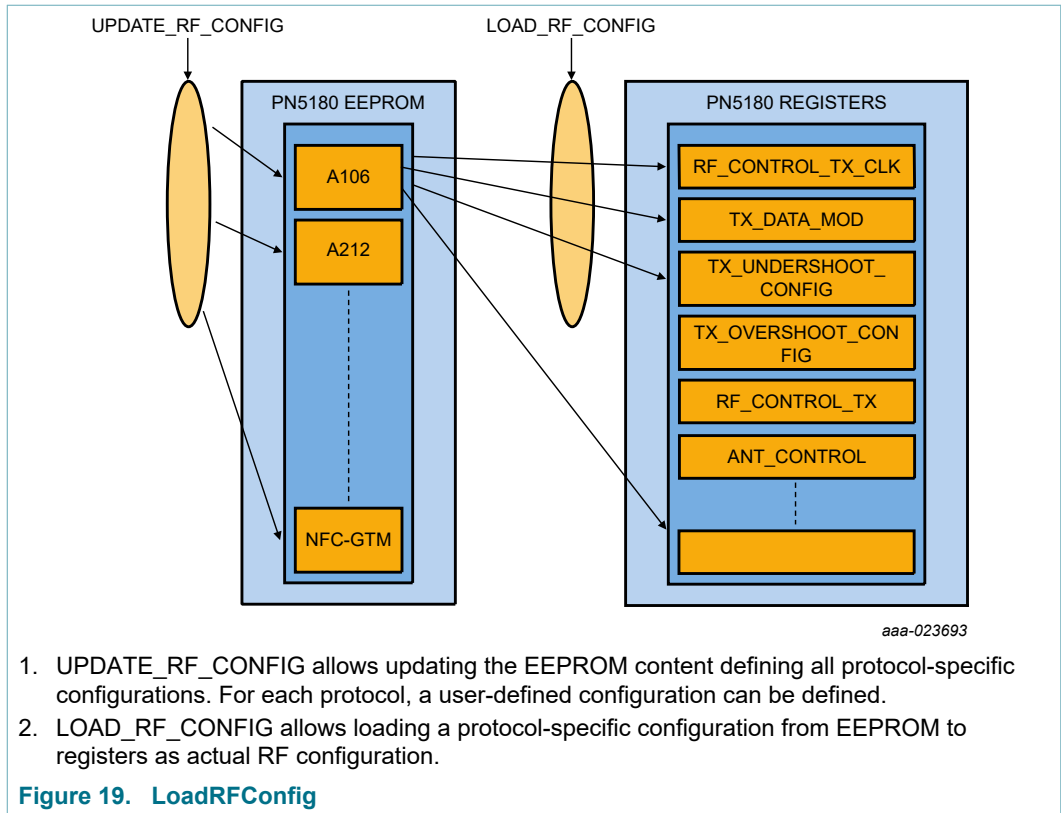 UPDATE_RF_CONFIG
LOAD_RF_CONFIG
PN5180 EEPROM
A106
A212
NFC-GTM
PN5180 REGISTERS
RF_CONTROL_TX_CLK
TX_DATA_MOD
TX_UNDERSHOOT_
CONFIG
TX_OVERSHOOT_CON
FIG
RF_CONTROL_TX
ANT_CONTROL
aaa-023693
1. UPDATE_RF_CONFIG allows updating the EEPROM content defining all protocol-specific
configurations. For each protocol, a user-defined configuration can be defined.
2. LOAD_RF_CONFIG allows loading a protocol-specific configuration from EEPROM to
registers as actual RF configuration.
Figure 19. LoadRFConfig